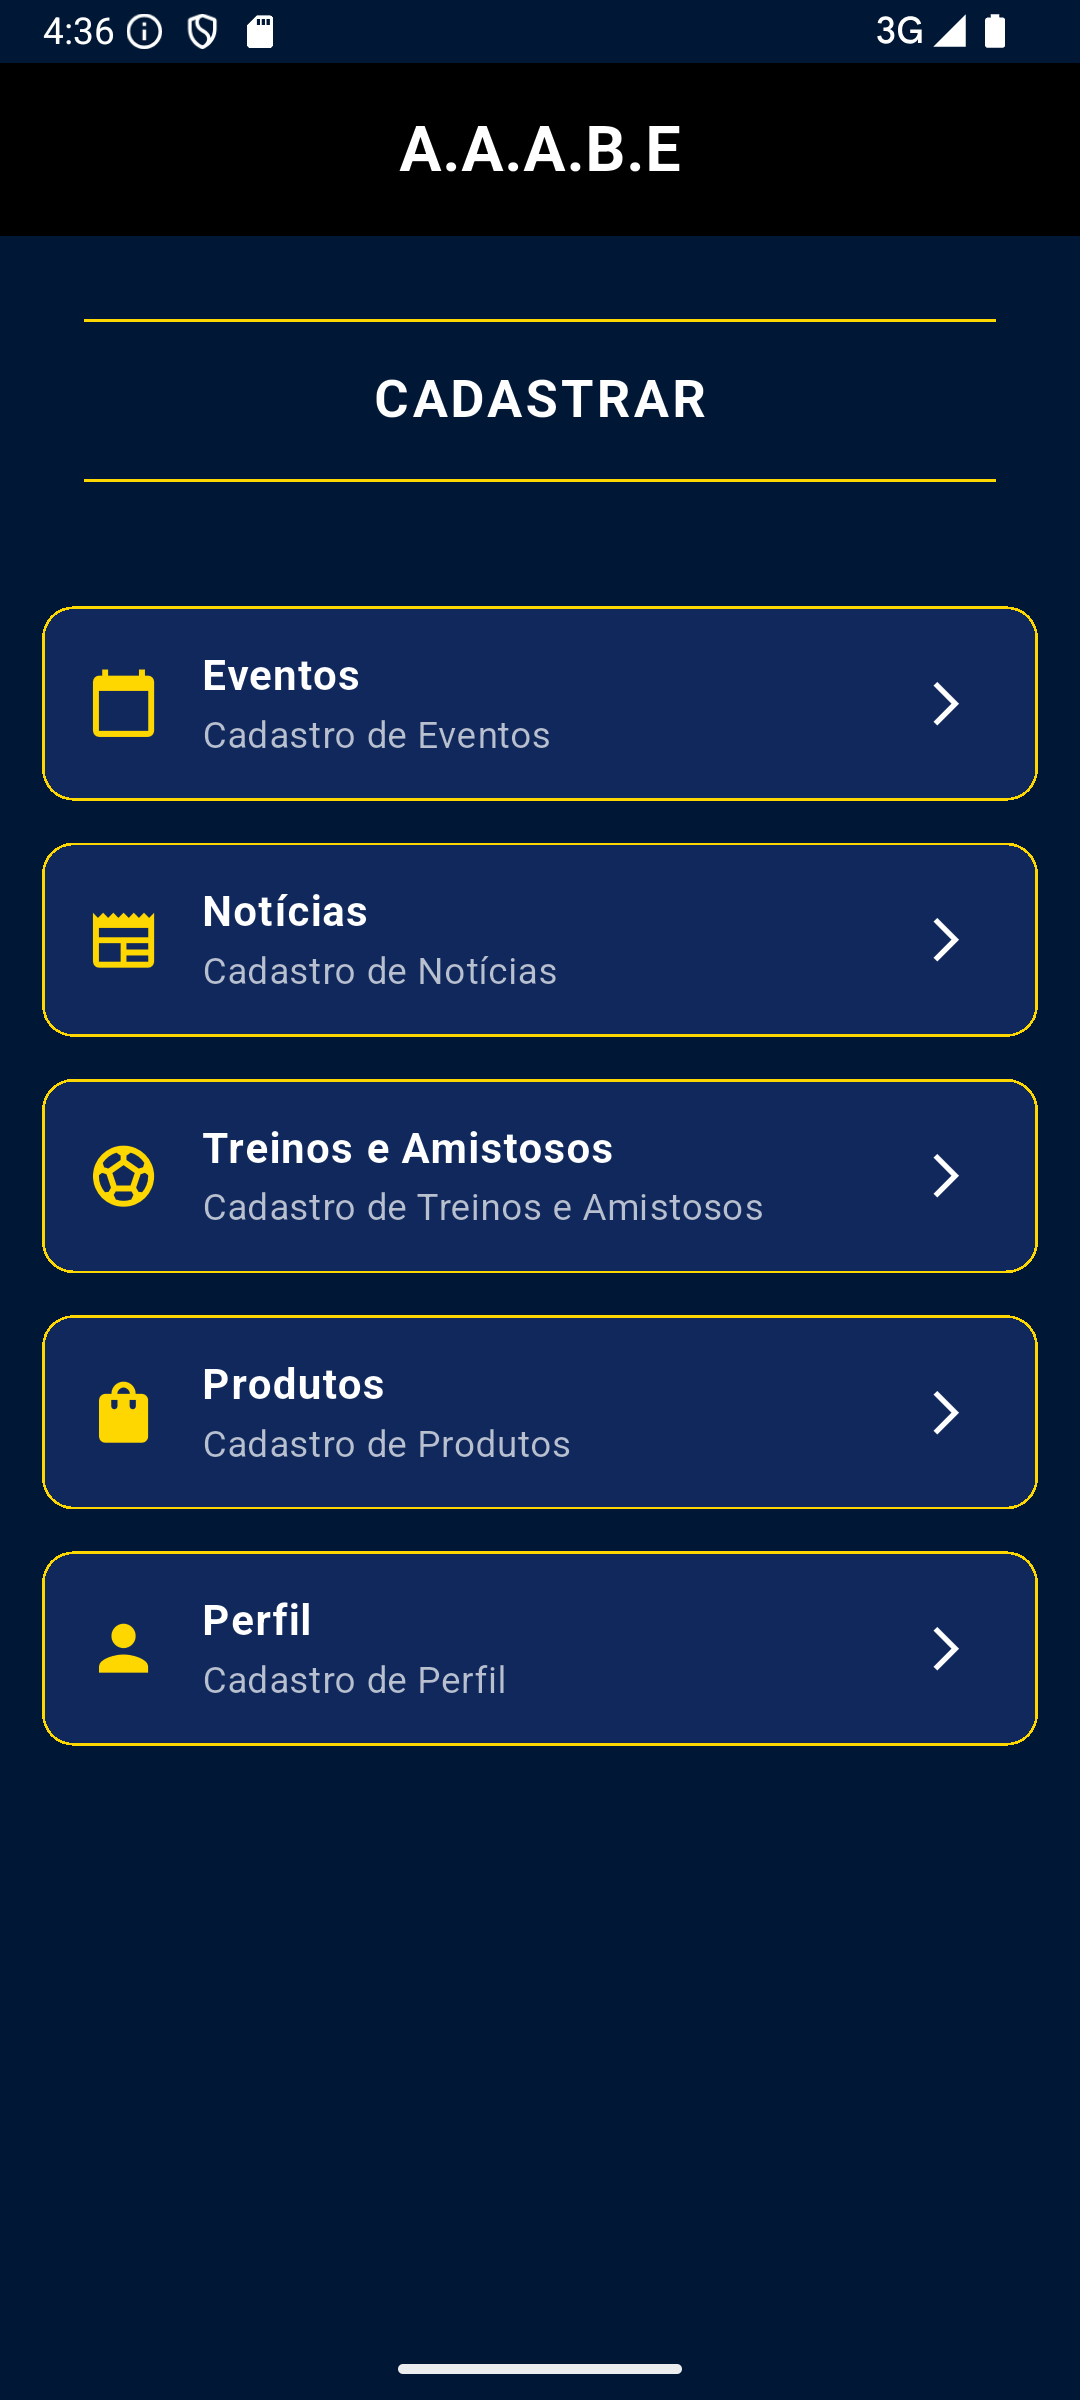 4:36
3G
A.A.A.B.E
CADASTRAR
Eventos
Cadastro de Eventos
Notícias
Cadastro de Notícias
Treinos e Amistosos
Cadastro de Treinos e Amistosos
Produtos
Cadastro de Produtos
Perfil
Cadastro de Perfil